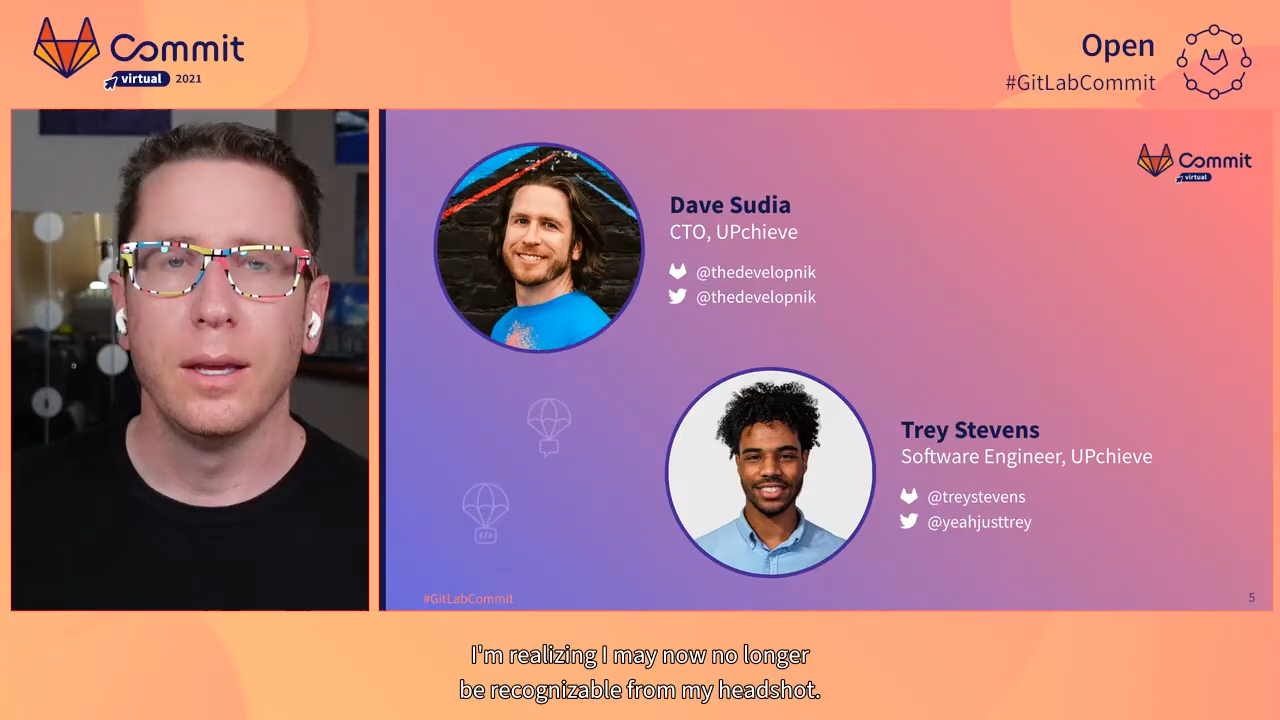 Commit
virtual 2021
Open
#GitLabCommit
Commit
virtual
Dave Sudia
CTO, UPchieve
@thedevelopnik
@thedevelopnik
Trey Stevens
Software Engineer, UPchieve
@treystevens
@yeahjusttrey
</>
#GitLabCommit
5
I'm realizing I may now no longer
be recognizable from my headshot.